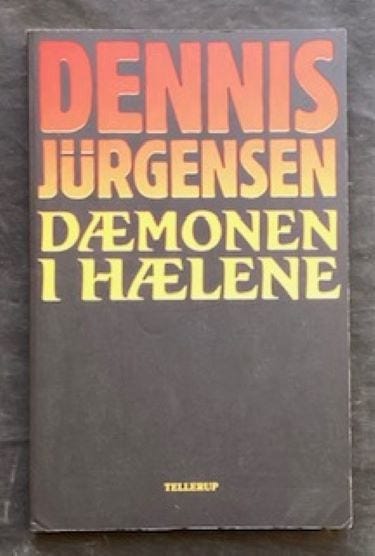 DENNIS
JÜRGENSEN
DÆMONEN
I HÆLENE
TELLERUP